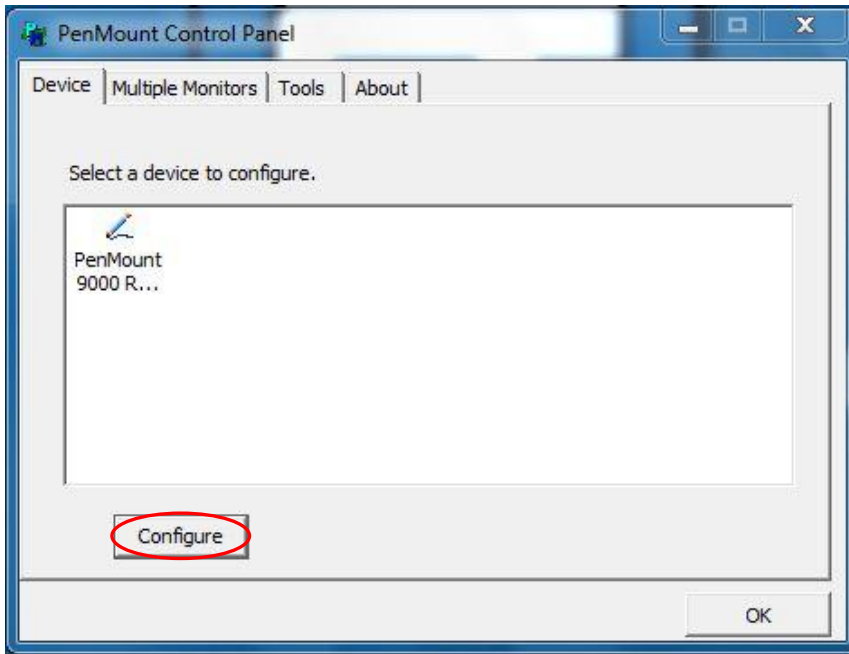 PenMount Control Panel
Device Multiple Monitors Tools About
Select a device to configure.
PenMount
9000 R...
Configure
OK